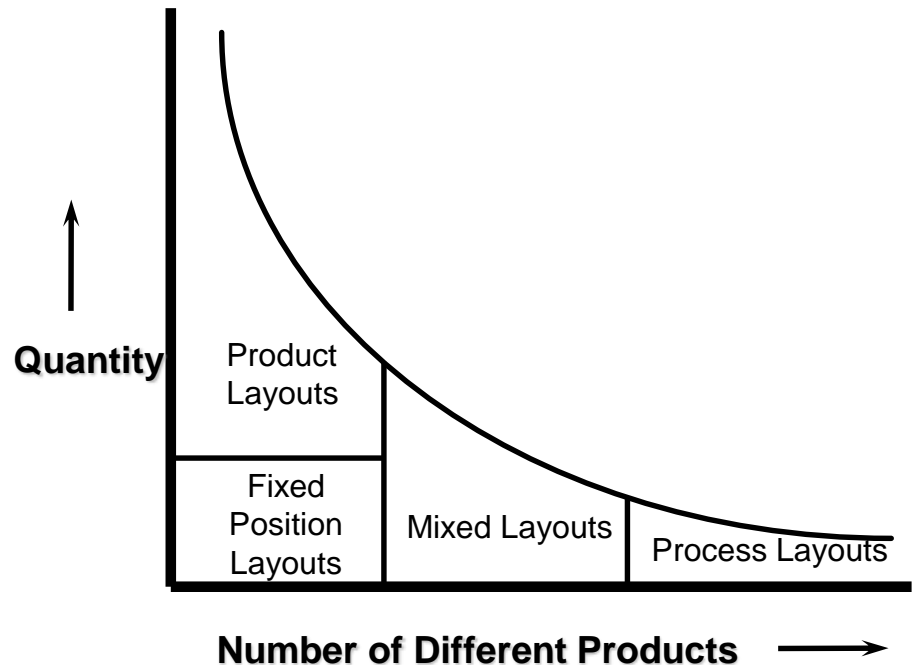 Quantity
Product
Layouts
Fixed
Position
Layouts
Mixed Layouts
Process Layouts
Number of Different Products